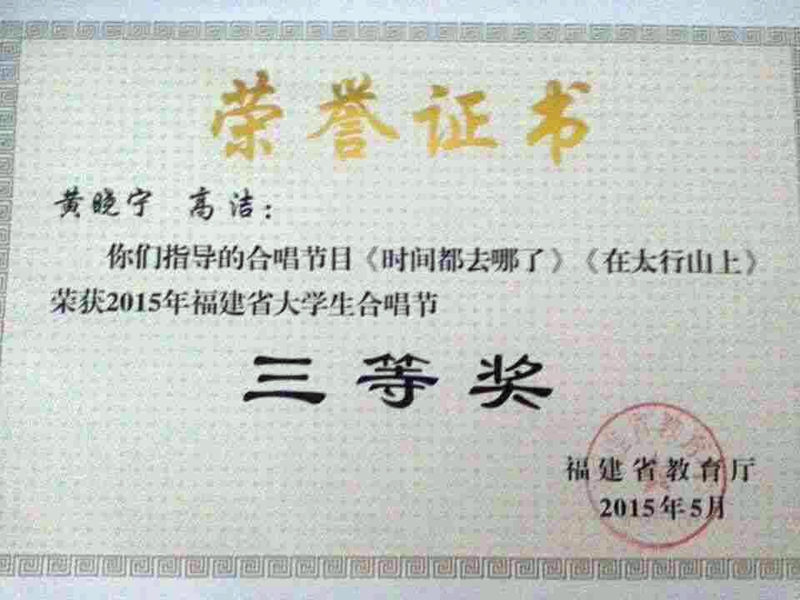 荣誉证书
黄晓宁 高洁：
你们指导的合唱节目《时间都去哪了》《在太行山上》
荣获2015年福建省大学生合唱节
三等奖
福建省教育厅
2015年5月